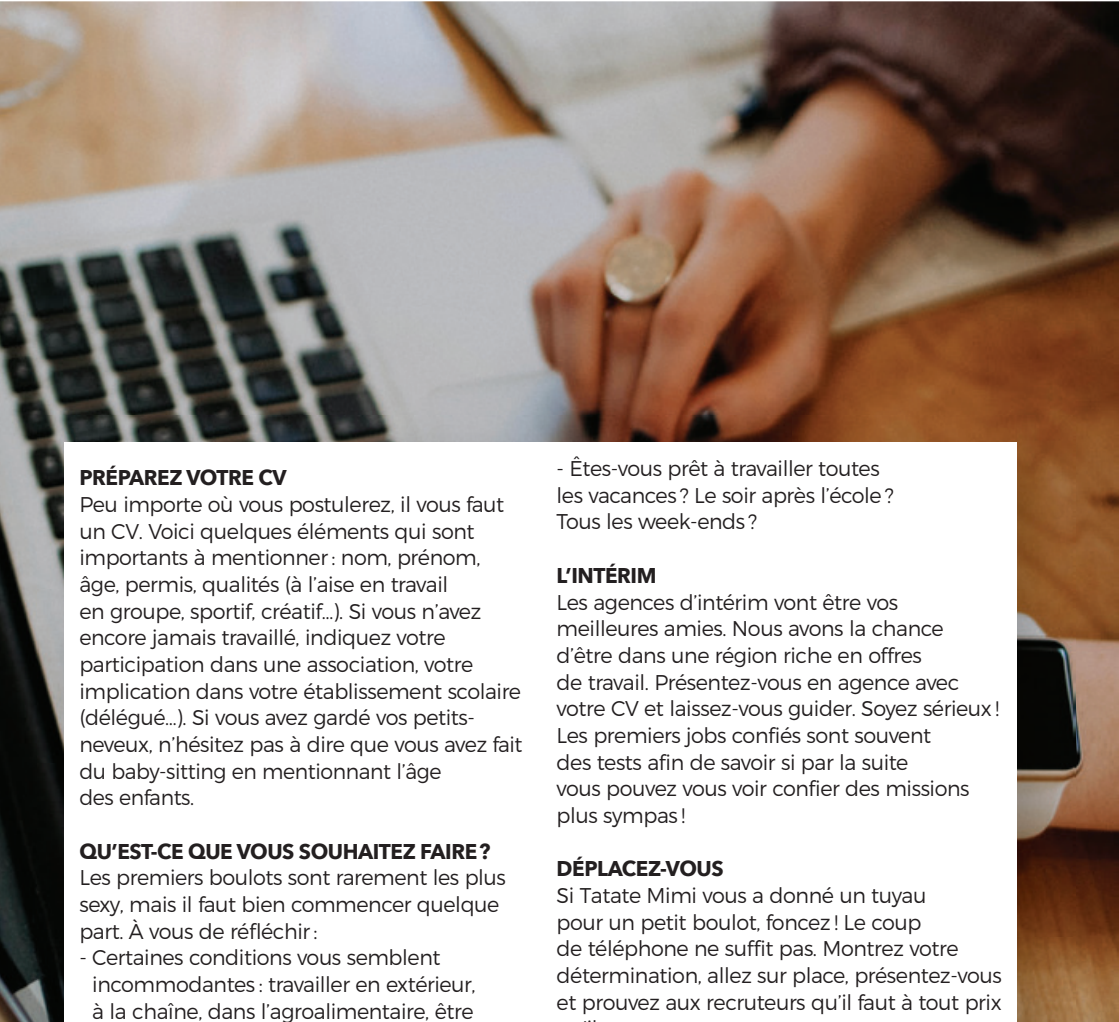 PRÉPAREZ VOTRE CV
Peu importe où vous postulerez, il vous faut
un CV. Voici quelques éléments qui sont
importants à mentionner : nom, prénom,
âge, permis, qualités (à l’aise en travail
en groupe, sportif, créatif…). Si vous n’avez
encore jamais travaillé, indiquez votre
participation dans une association, votre
implication dans votre établissement scolaire
(délégué…). Si vous avez gardé vos petits-
neveux, n’hésitez pas à dire que vous avez fait
du baby-sitting en mentionnant l’âge
des enfants.
QU’EST-CE QUE VOUS SOUHAITEZ FAIRE ?
Les premiers boulots sont rarement les plus
sexy, mais il faut bien commencer quelque
part. À vous de réfléchir :
- Certaines conditions vous semblent
incommodantes : travailler en extérieur,
à la chaîne, dans l’agroalimentaire, être
- Êtes-vous prêt à travailler toutes
les vacances ? Le soir après l’école ?
Tous les week-ends ?
L’INTÉRIM
Les agences d’intérim vont être vos
meilleures amies. Nous avons la chance
d’être dans une région riche en offres
de travail. Présentez-vous en agence avec
votre CV et laissez-vous guider. Soyez sérieux !
Les premiers jobs confiés sont souvent
des tests afin de savoir si par la suite
vous pouvez vous voir confier des missions
plus sympas !
DÉPLACEZ-VOUS
Si Tatate Mimi vous a donné un tuyau
pour un petit boulot, foncez ! Le coup
de téléphone ne suffit pas. Montrez votre
détermination, allez sur place, présentez-vous
et prouvez aux recruteurs qu’il faut à tout prix